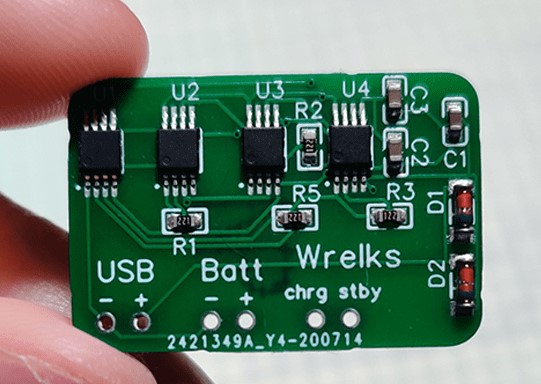 U1 U2 U3 U4
R2
C3
C2
C1
R1 R5 R3
D1
D2
USB Batt Wrelks
- + - + chrg stby
2421349A_Y4-200714